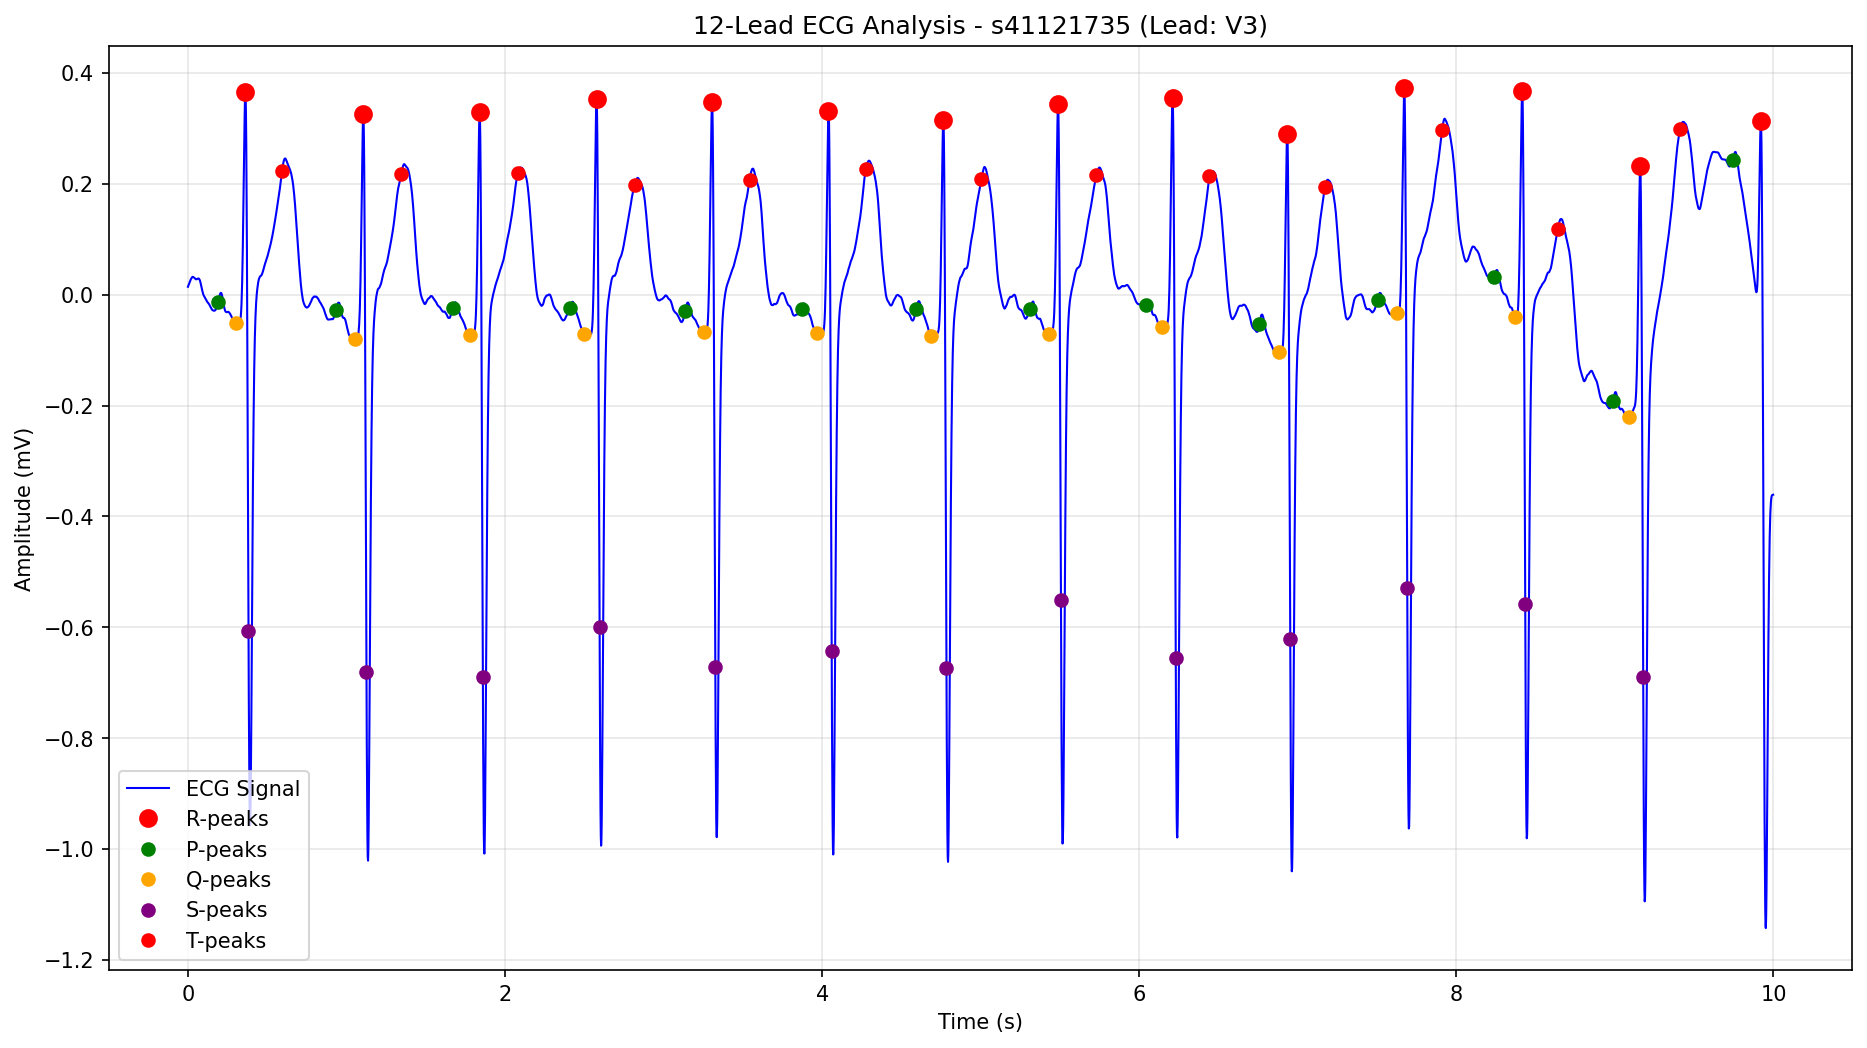 12-Lead ECG Analysis - s41121735 (Lead: V3)
0.4
0.2
0.0
−0.2
−0.4
−0.6
−0.8
−1.0
−1.2
Amplitude (mV)
ECG Signal
R-peaks
P-peaks
Q-peaks
S-peaks
T-peaks
0 2 4 6 8 10
Time (s)